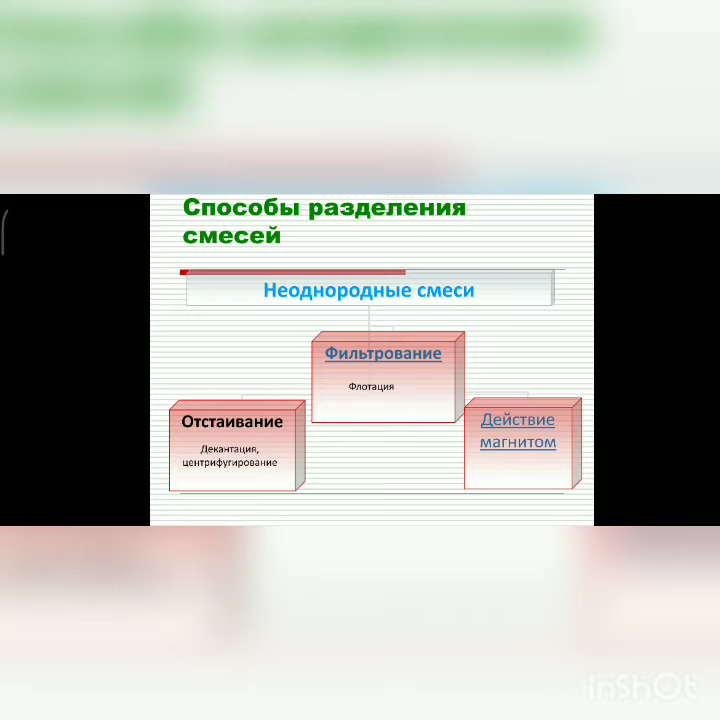 Способы разделения
смесей
Неоднородные смеси
Фильтрование
Флотация
Отстаивание
Декантация,
центрифугирование
Действие
магнитом
InShOt